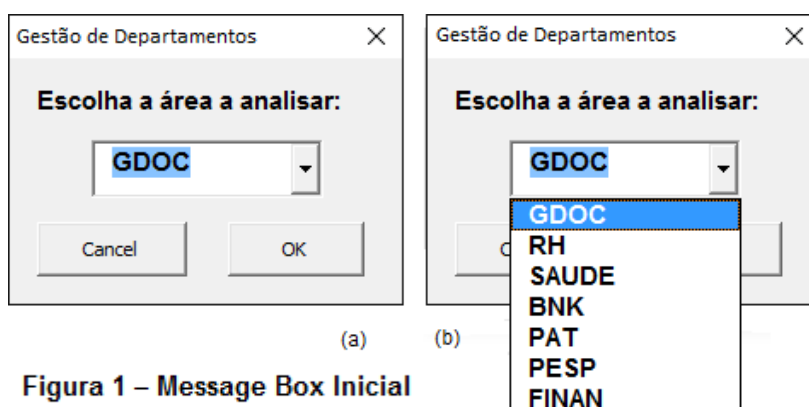 Gestão de Departamentos
Escolha a área a analisar:
GDOC
Cancel
OK
(a)
Gestão de Departamentos
Escolha a área a analisar:
GDOC
GDOC
RH
SAUDE
BNK
PAT
PESP
FINAN
(b)
Figura 1 – Message Box Inicial